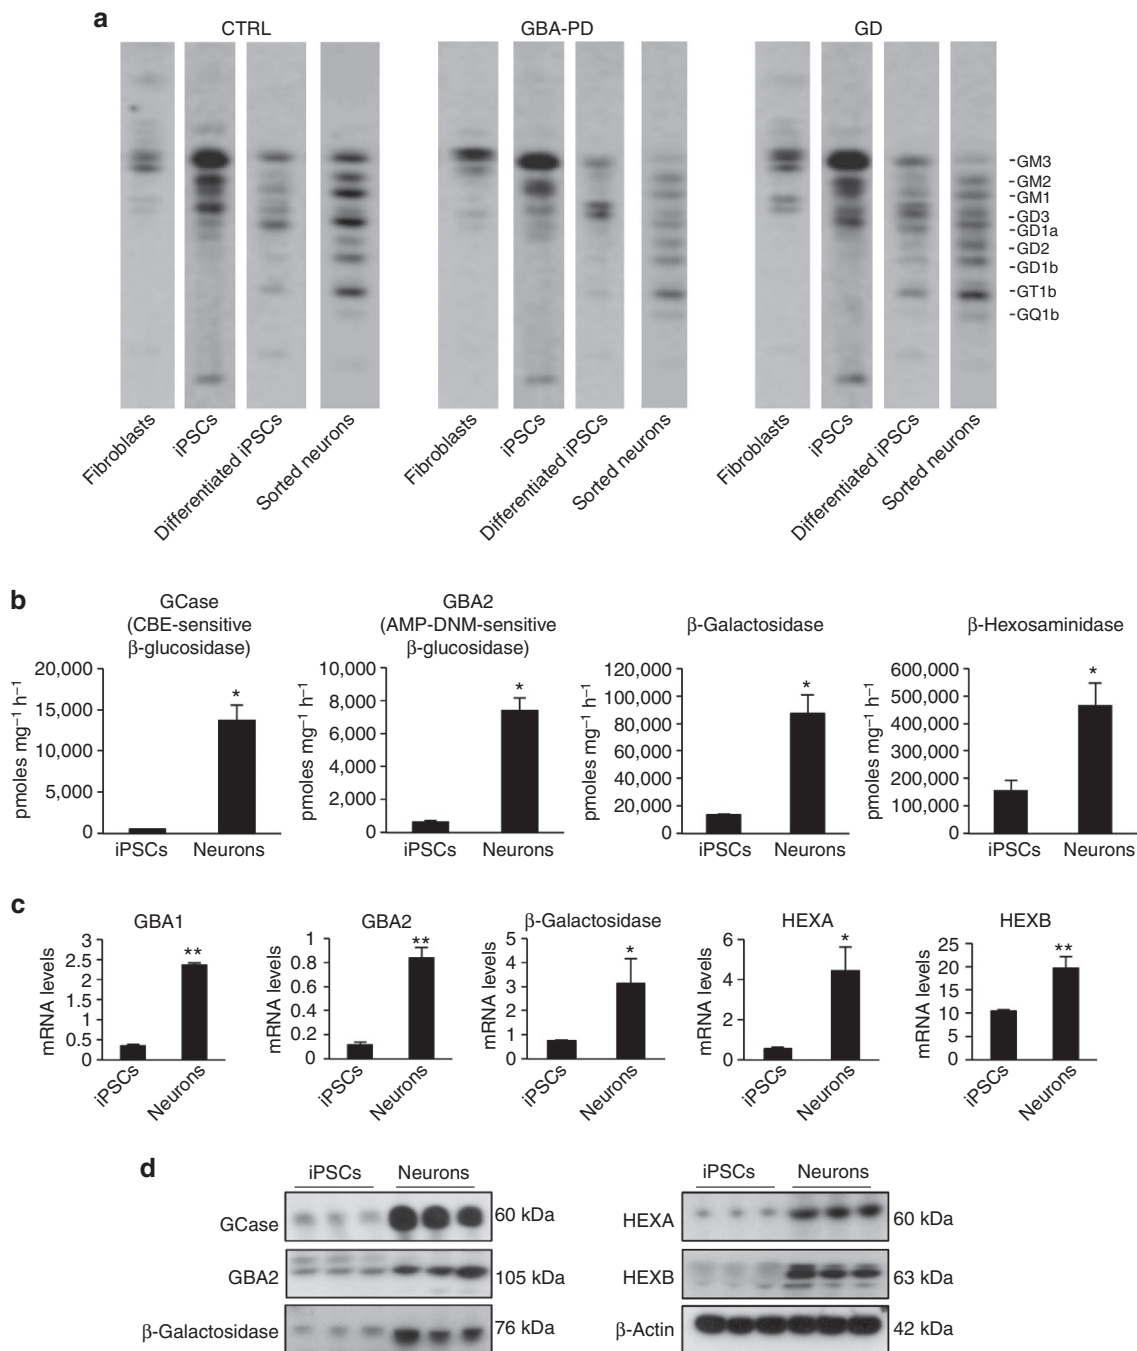 a
CTRL
GBA-PD
GD
-GM3
-GM2
-GM1
-GD3
-GD1a
-GD2
-GD1b
-GT1b
-GQ1b
Fibroblasts
iPSCs
Differentiated iPSCs
Sorted neurons
Fibroblasts
iPSCs
Differentiated iPSCs
Sorted neurons
Fibroblasts
iPSCs
Differentiated iPSCs
Sorted neurons
b
GCase
(CBE-sensitive
β-glucosidase)
pmoles mg⁻¹ h⁻¹
20,000
15,000
10,000
5,000
0
*
iPSCs
Neurons
GBA2
(AMP-DNM-sensitive
β-glucosidase)
pmoles mg⁻¹ h⁻¹
10,000
8,000
6,000
4,000
2,000
0
*
iPSCs
Neurons
β-Galactosidase
pmoles mg⁻¹ h⁻¹
120,000
100,000
80,000
60,000
40,000
20,000
0
*
iPSCs
Neurons
β-Hexosaminidase
pmoles mg⁻¹ h⁻¹
600,000
500,000
400,000
300,000
200,000
100,000
0
*
iPSCs
Neurons
c
GBA1
mRNA levels
3
2.5
2
1.5
1
0.5
0
**
iPSCs
Neurons
GBA2
mRNA levels
1
0.8
0.6
0.4
0.2
0
**
iPSCs
Neurons
β-Galactosidase
mRNA levels
5
4
3
2
1
0
*
iPSCs
Neurons
HEXA
mRNA levels
6
4
2
0
*
iPSCs
Neurons
HEXB
mRNA levels
25
20
15
10
5
0
**
iPSCs
Neurons
d
iPSCs
Neurons
GCase
60 kDa
GBA2
105 kDa
β-Galactosidase
76 kDa
iPSCs
Neurons
HEXA
60 kDa
HEXB
63 kDa
β-Actin
42 kDa